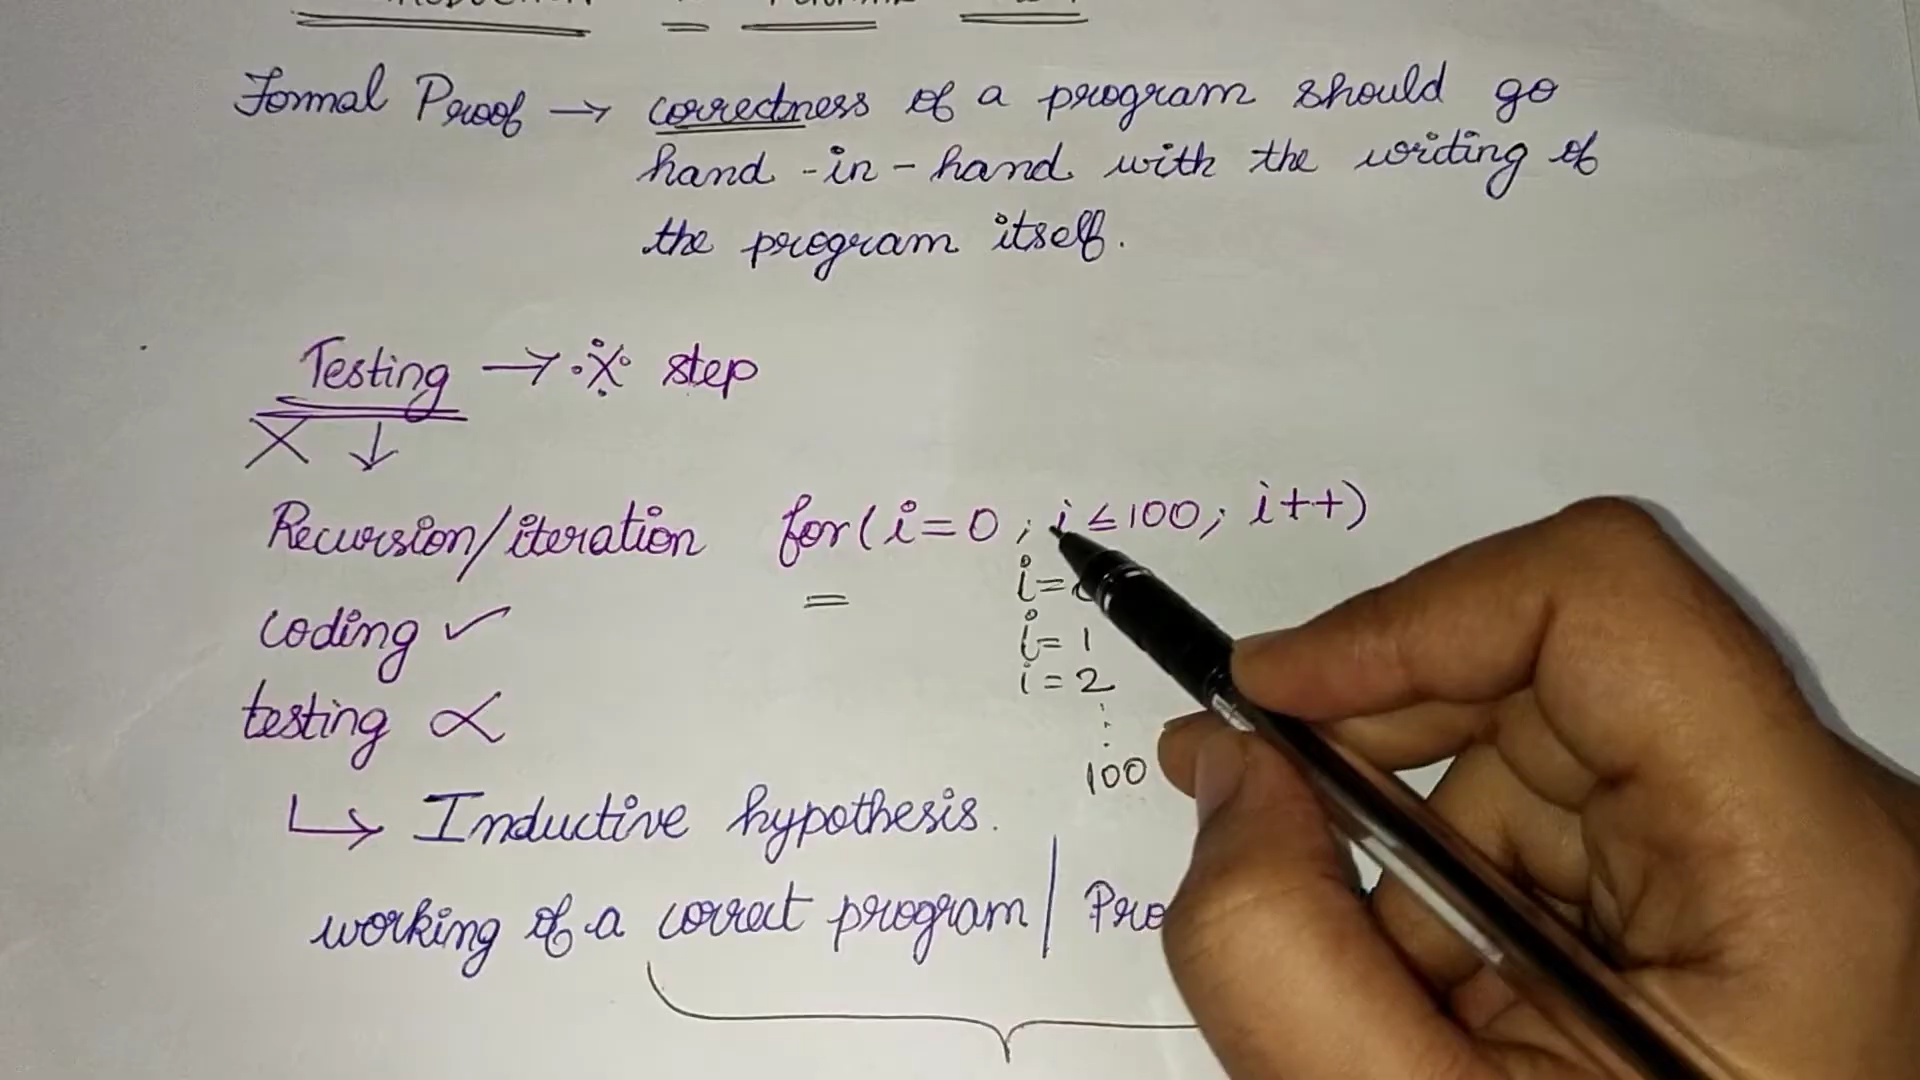 Formal Proof → correctness of a program should go
hand-in-hand with the writing of
the program itself.
Testing → ※ step
X ↓
Recursion/iteration for(i=0; i≤100; i++)
=
i=
coding ✓ i=1
i=2
testing ∝
100
↳ Inductive hypothesis.
working of a correct program |